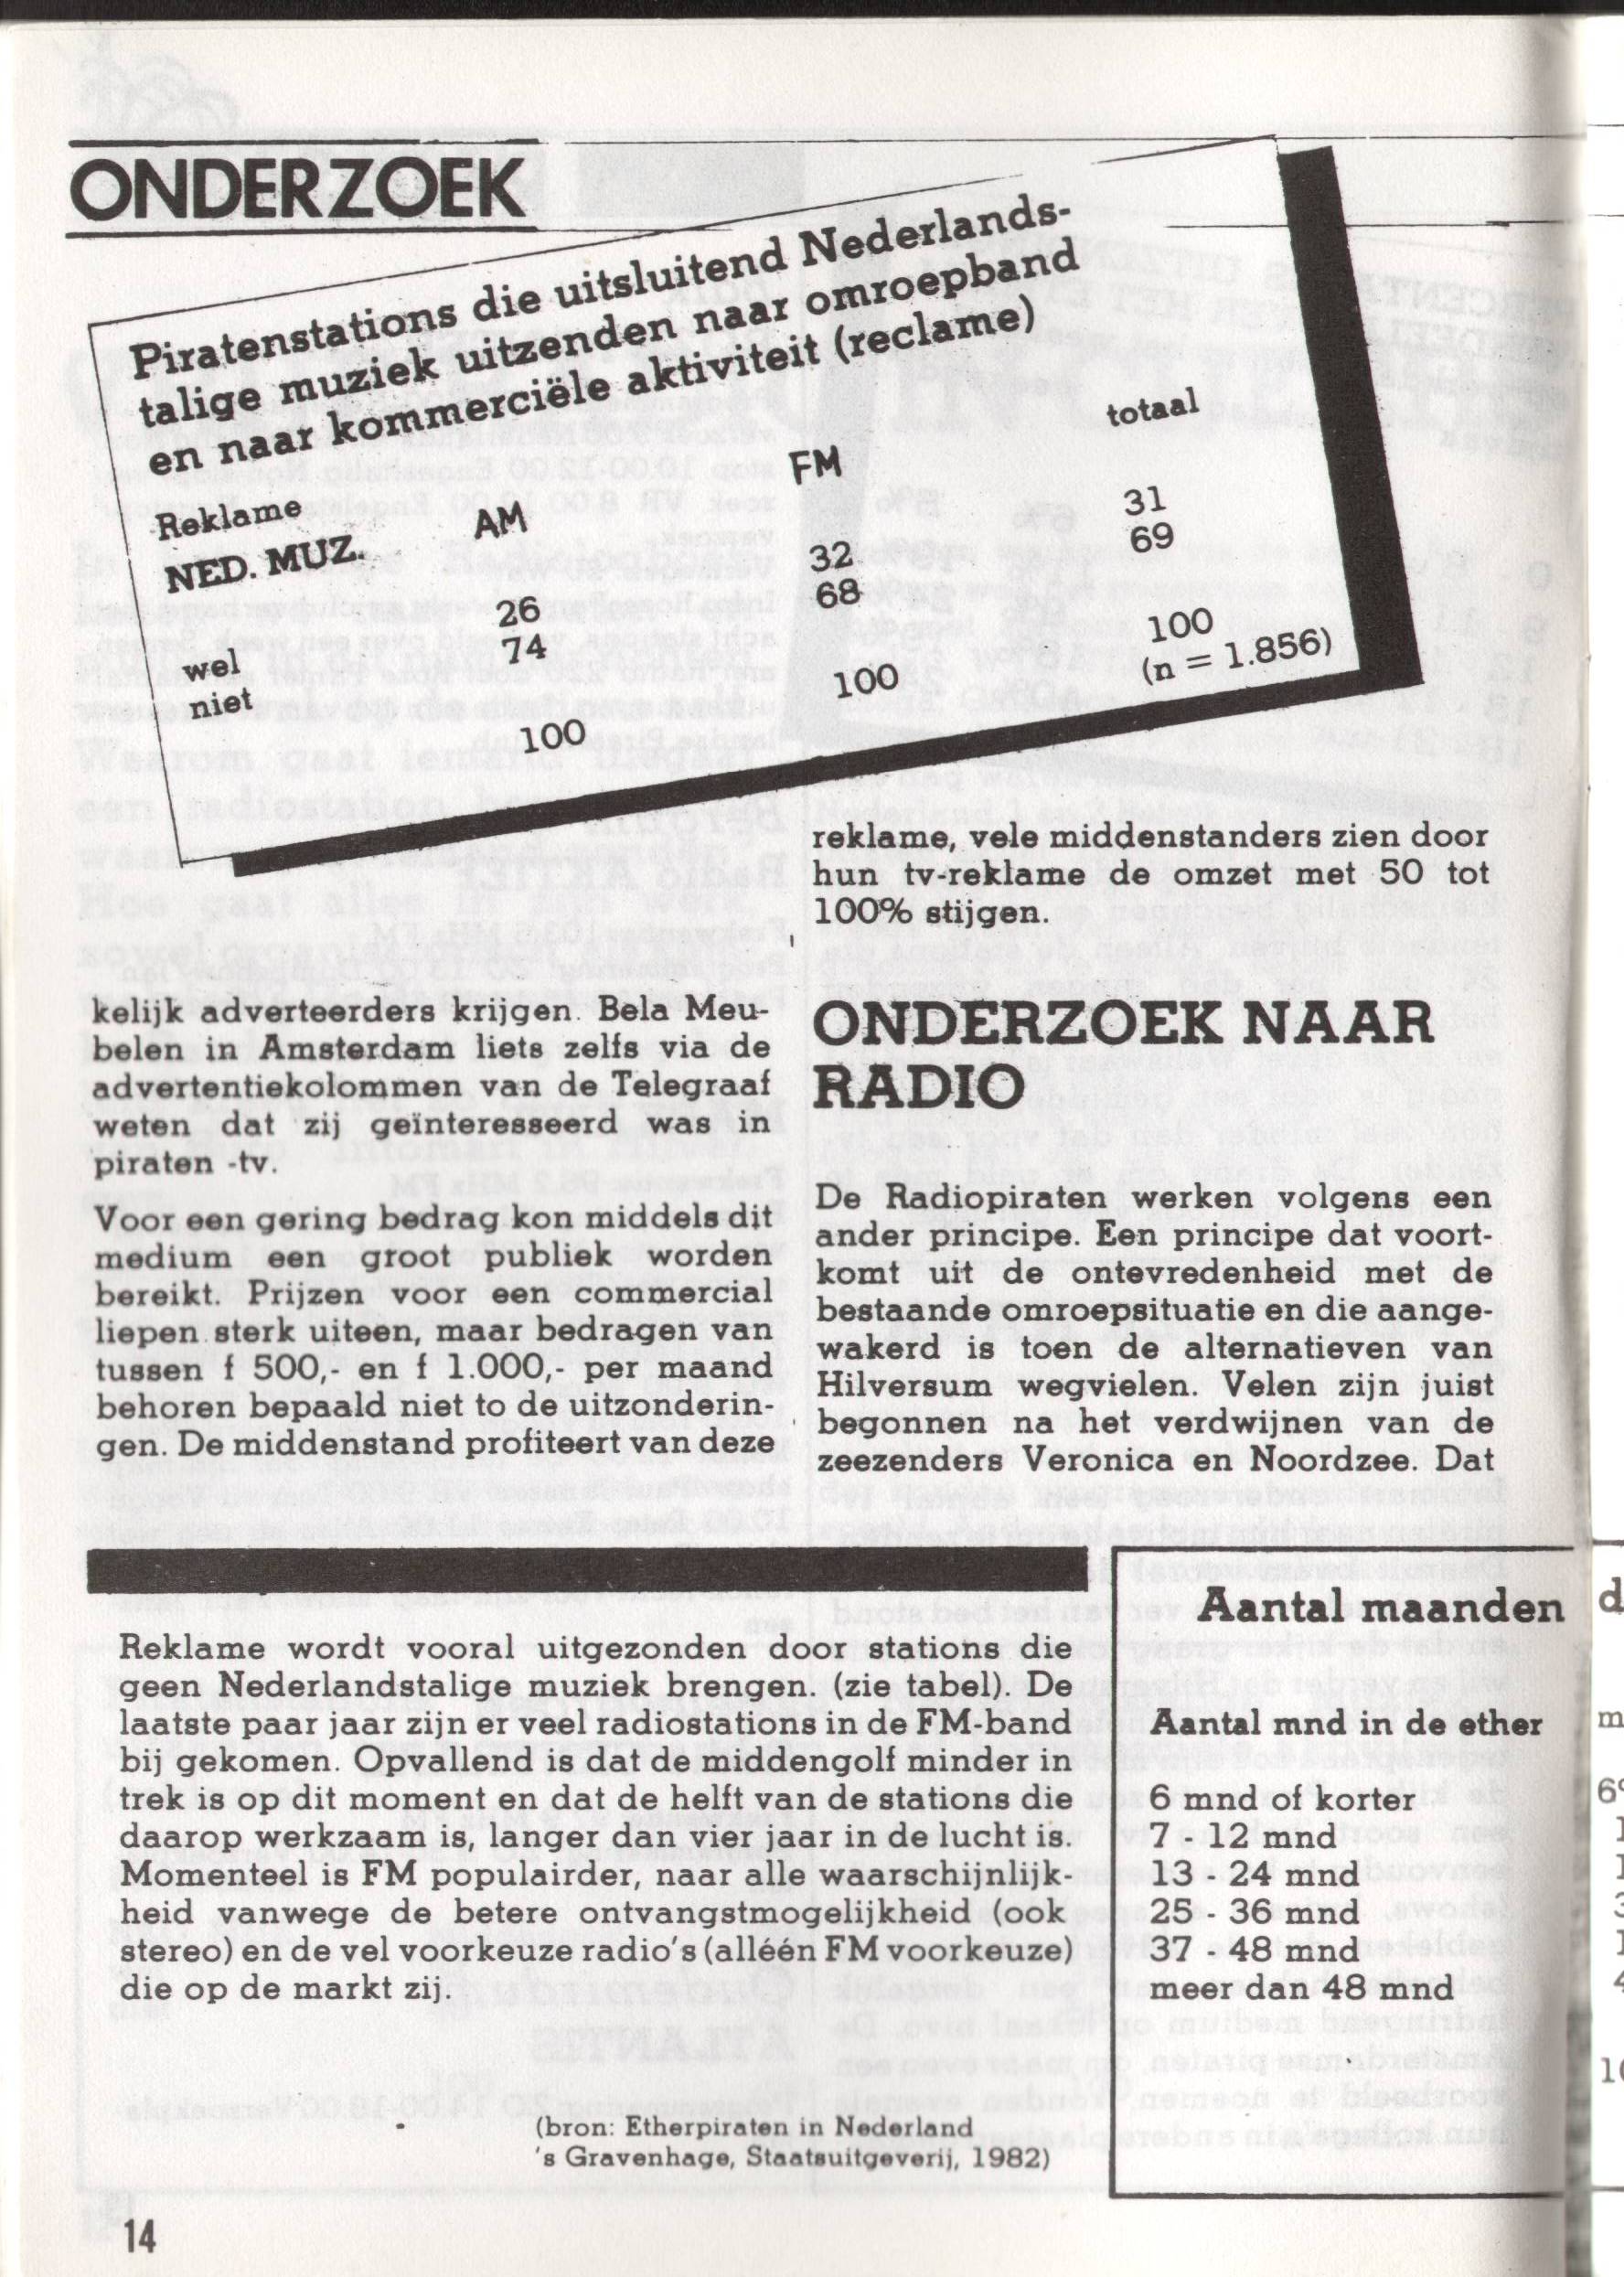 ONDERZOEK
Piratenstations die uitsluitend Nederlands-
talige muziek uitzenden naar omroepband
en naar kommerciële aktiviteit (reclame)
Reklame AM FM totaal
NED. MUZ.
wel 26 32 31
niet 74 68 69
100 100 100
(n = 1.856)
kelijk adverteerders krijgen. Bela Meu-
belen in Amsterdam liets zelfs via de
advertentiekolommen van de Telegraaf
weten dat zij geïnteresseerd was in
piraten -tv.
Voor een gering bedrag kon middels dit
medium een groot publiek worden
bereikt. Prijzen voor een commercial
liepen sterk uiteen, maar bedragen van
tussen f 500,- en f 1.000,- per maand
behoren bepaald niet to de uitzonderin-
gen. De middenstand profiteert van deze
reklame, vele middenstanders zien door
hun tv-reklame de omzet met 50 tot
100% stijgen.
ONDERZOEK NAAR
RADIO
De Radiopiraten werken volgens een
ander principe. Een principe dat voort-
komt uit de ontevredenheid met de
bestaande omroepsituatie en die aange-
wakerd is toen de alternatieven van
Hilversum wegvielen. Velen zijn juist
begonnen na het verdwijnen van de
zeezenders Veronica en Noordzee. Dat
Reklame wordt vooral uitgezonden door stations die
geen Nederlandstalige muziek brengen. (zie tabel). De
laatste paar jaar zijn er veel radiostations in de FM-band
bij gekomen. Opvallend is dat de middengolf minder in
trek is op dit moment en dat de helft van de stations die
daarop werkzaam is, langer dan vier jaar in de lucht is.
Momenteel is FM populairder, naar alle waarschijnlijk-
heid vanwege de betere ontvangstmogelijkheid (ook
stereo) en de vel voorkeuze radio's (alléén FM voorkeuze)
die op de markt zij.
(bron: Etherpiraten in Nederland
's Gravenhage, Staatsuitgeverij, 1982)
Aantal maanden
Aantal mnd in de ether
6 mnd of korter
7 - 12 mnd
13 - 24 mnd
25 - 36 mnd
37 - 48 mnd
meer dan 48 mnd
14